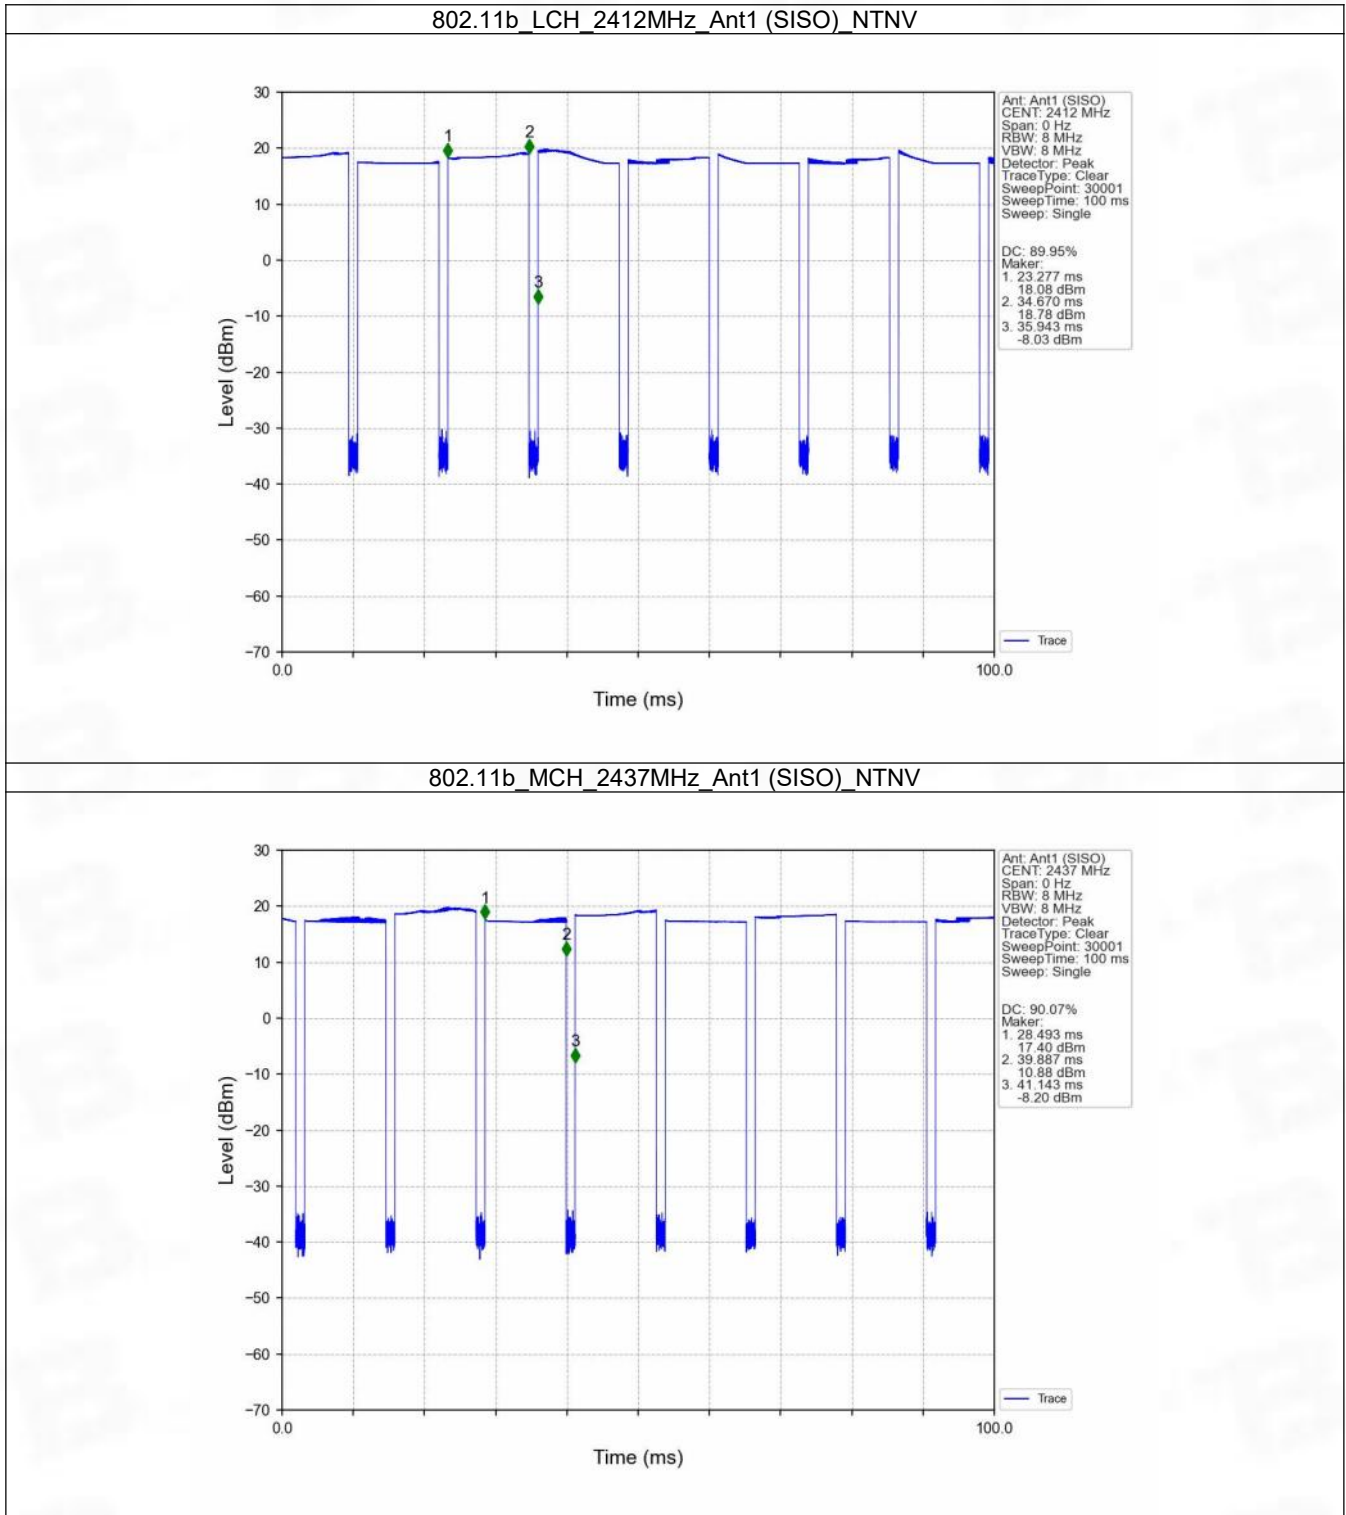 802.11b_LCH_2412MHz_Ant1 (SISO)_NTNV
30
20
10
0
−10
−20
−30
−40
−50
−60
−70
Level (dBm)
1
2
3
0.0
100.0
Time (ms)
Ant: Ant1 (SISO)
CENT: 2412 MHz
Span: 0 Hz
RBW: 8 MHz
VBW: 8 MHz
Detector: Peak
TraceType: Clear
SweepPoint: 30001
SweepTime: 100 ms
Sweep: Single
DC: 89.95%
Maker:
1. 23.277 ms
18.08 dBm
2. 34.670 ms
18.78 dBm
3. 35.943 ms
-8.03 dBm
Trace
802.11b_MCH_2437MHz_Ant1 (SISO)_NTNV
30
20
10
0
−10
−20
−30
−40
−50
−60
−70
Level (dBm)
1
2
3
0.0
100.0
Time (ms)
Ant: Ant1 (SISO)
CENT: 2437 MHz
Span: 0 Hz
RBW: 8 MHz
VBW: 8 MHz
Detector: Peak
TraceType: Clear
SweepPoint: 30001
SweepTime: 100 ms
Sweep: Single
DC: 90.07%
Maker:
1. 28.493 ms
17.40 dBm
2. 39.887 ms
10.88 dBm
3. 41.143 ms
-8.20 dBm
Trace